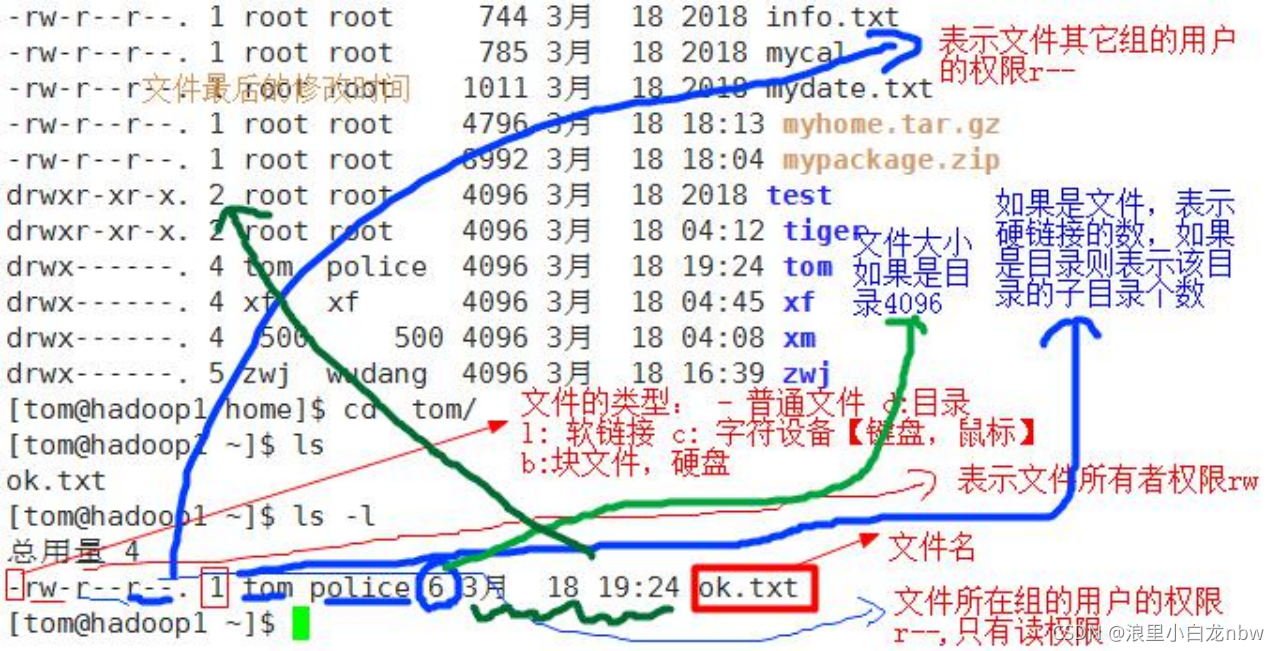 -rw-r--r--. 1 root root 744 3月 18 2018 info.txt
-rw-r--r--. 1 root root 785 3月 18 2018 mycal
-rw-r--r--. 1 root root 1011 3月 18 2018 mydate.txt
-rw-r--r--. 1 root root 4796 3月 18 18:13 myhome.tar.gz
-rw-r--r--. 1 root root 8992 3月 18 18:04 mypackage.zip
drwxr-xr-x. 2 root root 4096 3月 18 2018 test
drwxr-xr-x. 2 root root 4096 3月 18 04:12 tiger
drwx------. 4 tom police 4096 3月 18 19:24 tom
drwx------. 4 xf xf 4096 3月 18 04:45 xf
drwx------. 4 500 500 4096 3月 18 04:08 xm
drwx------. 5 zwj wudang 4096 3月 18 16:39 zwj
[tom@hadoop1 home]$ cd tom/
[tom@hadoop1 ~]$ ls
ok.txt
[tom@hadoop1 ~]$ ls -l
总用量 4
-rw-r--r--. 1 tom police 6 3月 18 19:24 ok.txt
[tom@hadoop1 ~]$
文件最后的修改时间
表示文件其它组的用户
的权限r--
文件大小
如果是目
录4096
如果是文件，表示
硬链接的数，如果
是目录则表示该目
录的子目录个数
文件的类型： - 普通文件 d:目录
l: 软链接 c: 字符设备【键盘，鼠标】
b:块文件，硬盘
表示文件所有者权限rw
文件名
文件所在组的用户的权限
r--,只有读权限
CSDN @浪里小白龙nbw